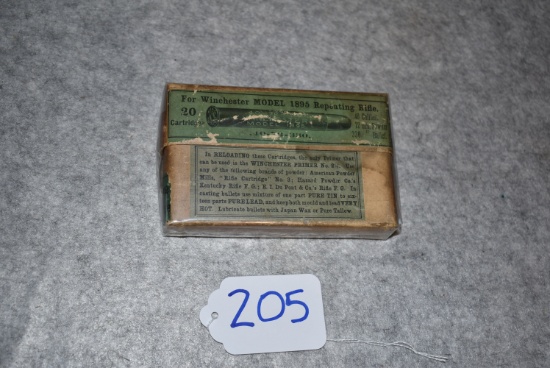 For Winchester MODEL 1895 Repeating Rifle.
20
Cartridges
In RELOADING these Cartridges, the only Primer that
can be used is the WINCHESTER PRIMER No.
any of the following brands of powder: American Powder
Mills, "Rifle Cartridge" No. Hazard Powder Co.'s
Kentucky Rifle F. G.; E. I. Du Pont & Co.'s Rifle F. G. In
casting bullets use mixture of one part PURE TIN to
teen parts PURE LEAD, and keep both mould and lead VERY
HOT. Lubricate bullets with Japan Wax or Pure Tallow.
205